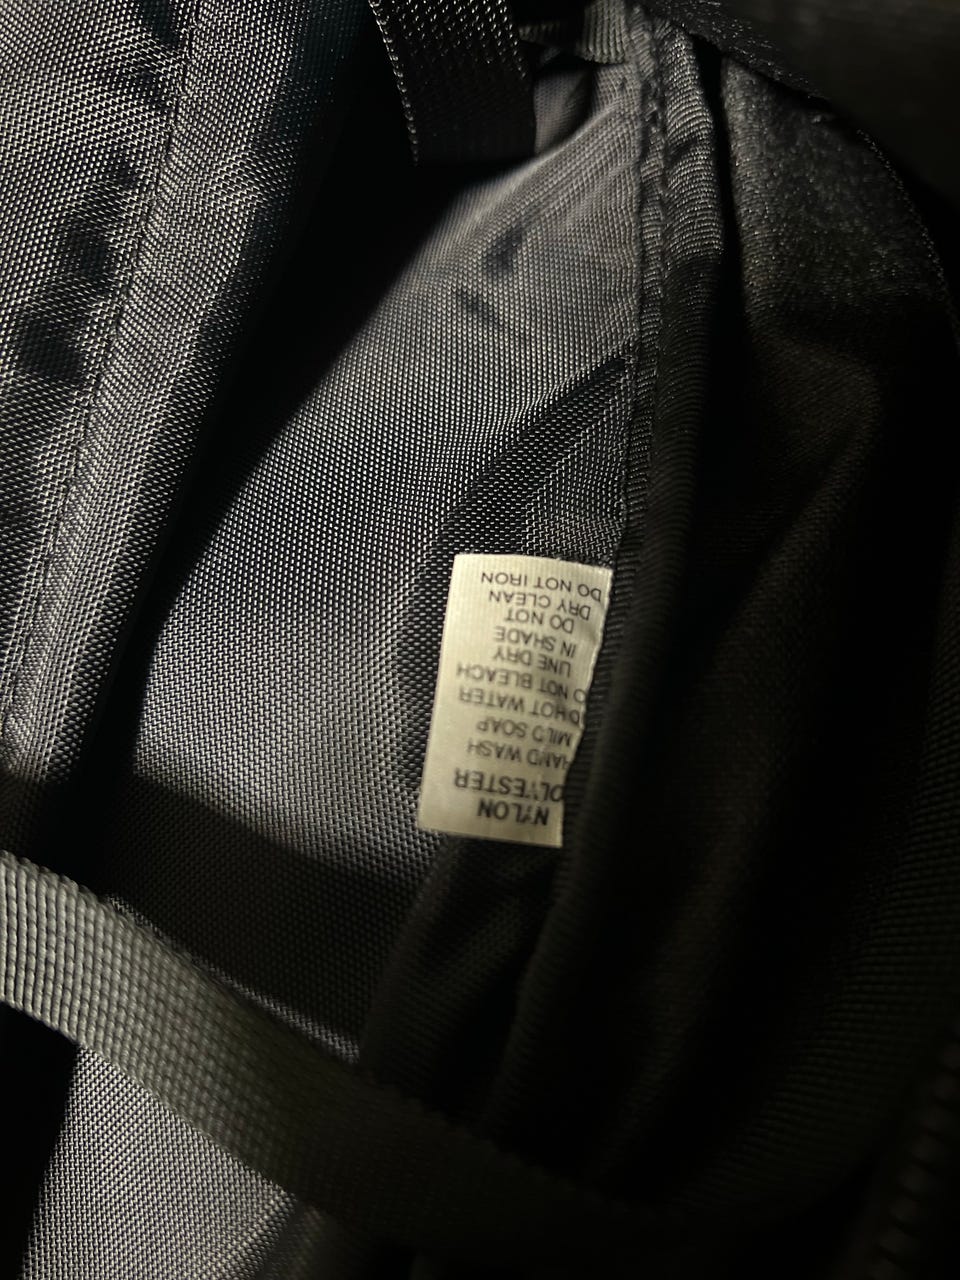 NYLON
OLYESTER
HAND WASH
MILD SOAP
HOT WATER
NOT BLEACH
LINE DRY
IN SHADE
DO NOT
DRY CLEAN
DO NOT IRON